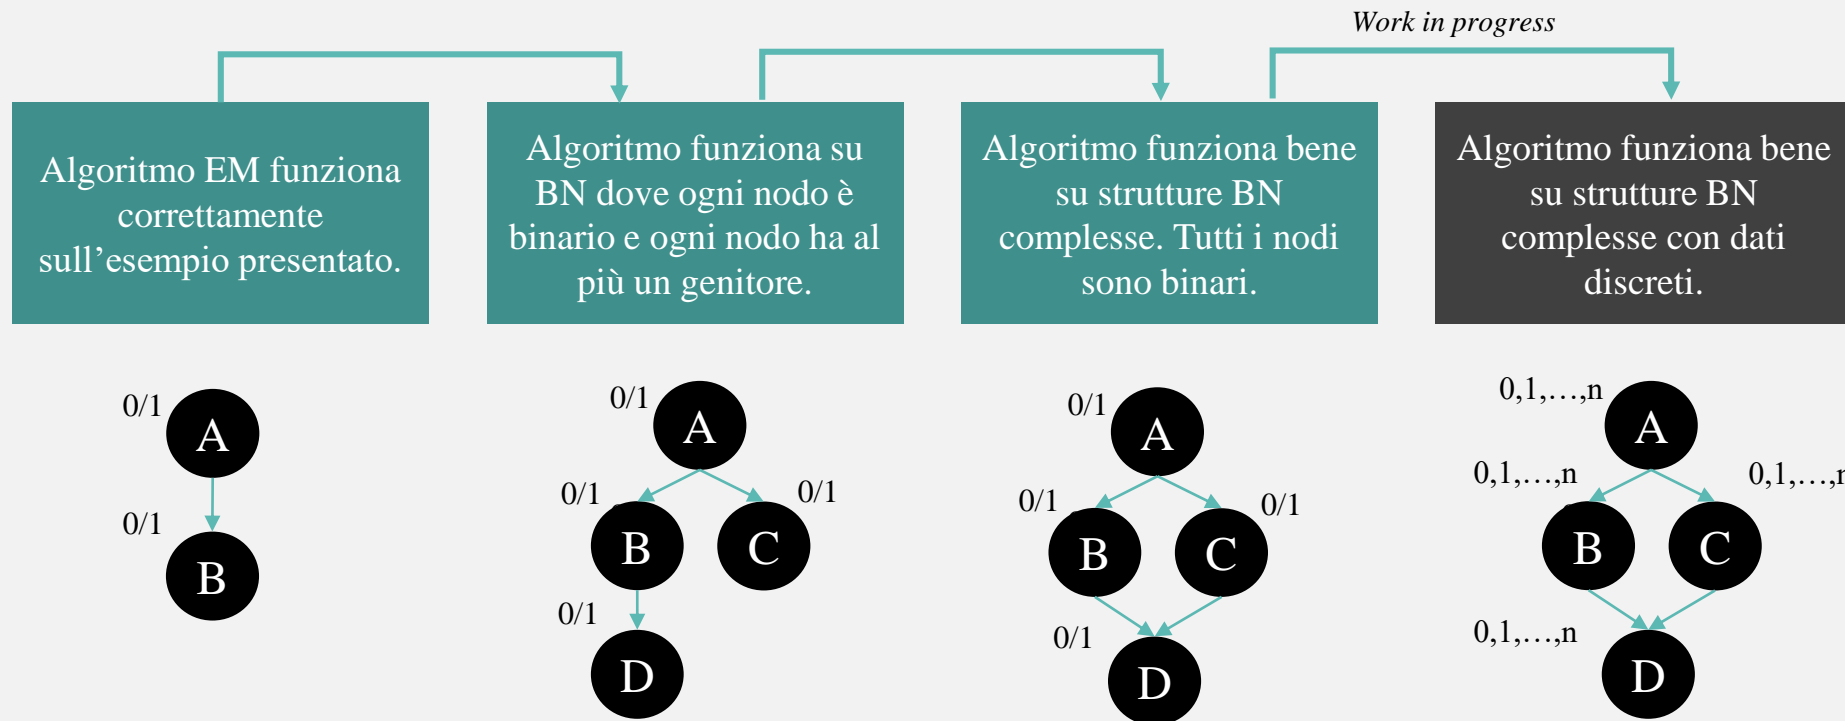 Work in progress
Algoritmo EM funziona
correttamente
sull’esempio presentato.
Algoritmo funziona su
BN dove ogni nodo è
binario e ogni nodo ha al
più un genitore.
Algoritmo funziona bene
su strutture BN
complesse. Tutti i nodi
sono binari.
Algoritmo funziona bene
su strutture BN
complesse con dati
discreti.
0/1
A
0/1
B
0/1
A
0/1
B
0/1
C
0/1
D
0/1
A
0/1
B
0/1
C
0/1
D
0,1,…,n
A
0,1,…,n
B
0,1,…,n
C
0,1,…,n
D